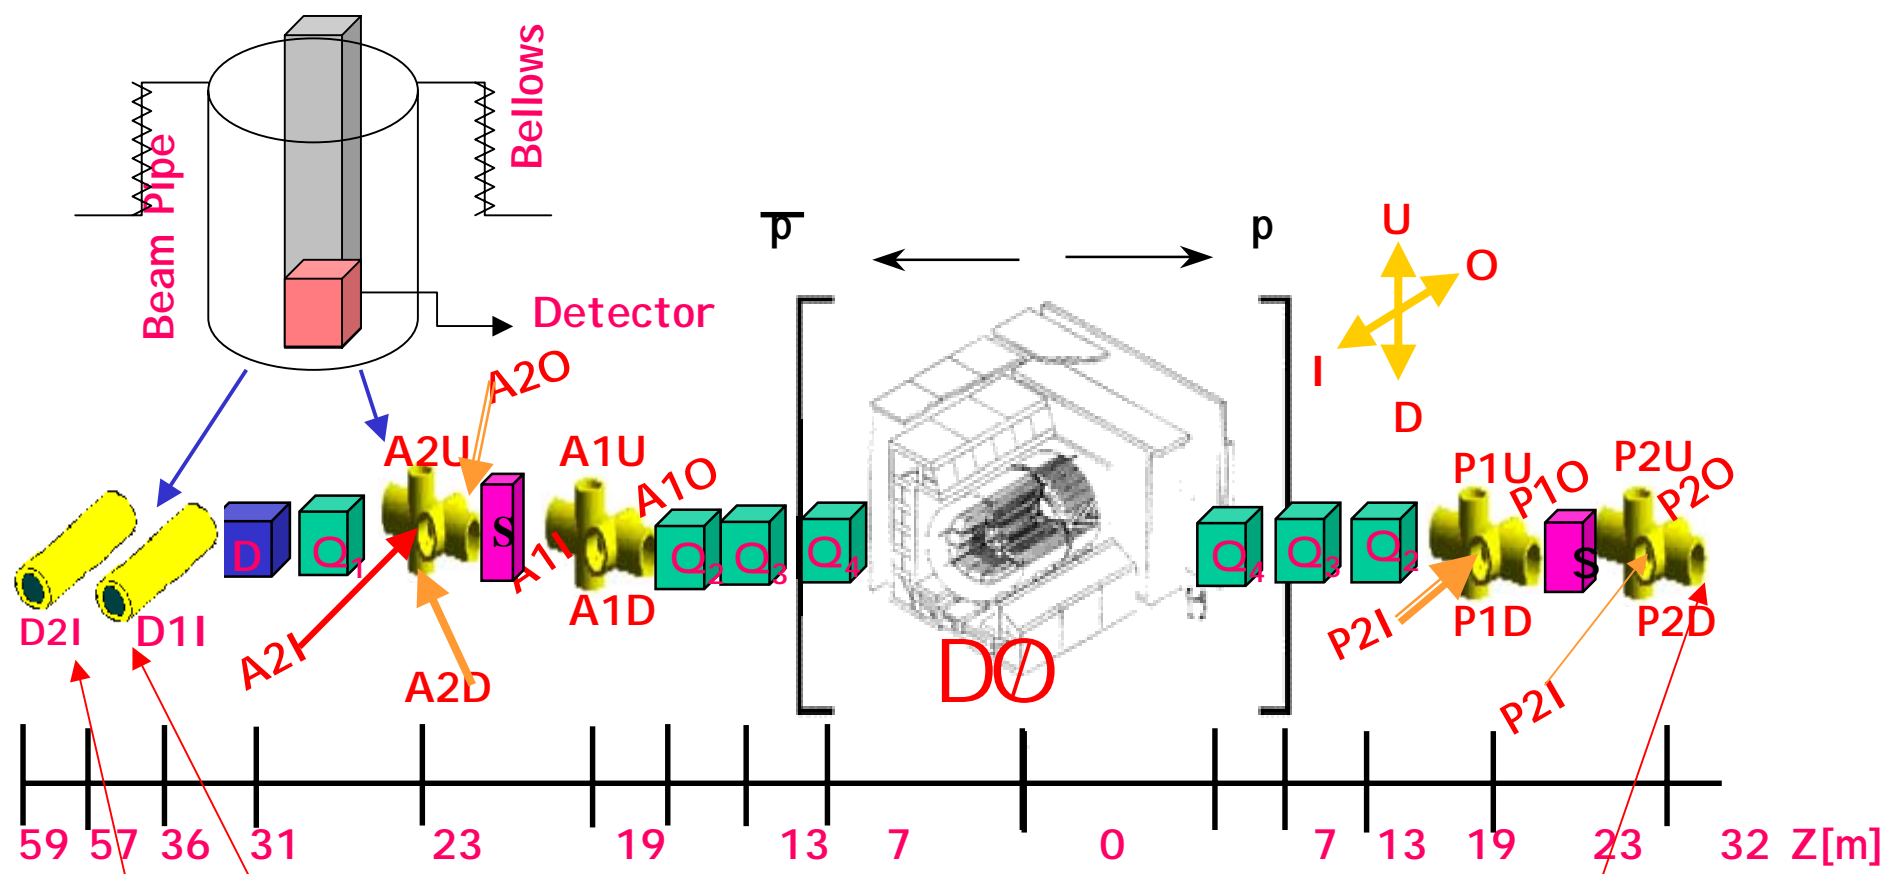 Bellows
Beam Pipe
Detector
p̅
p
U
O
I
D
A2O
A2U
A1U
A1O
P1U
P1O
P2U
P2O
D
Q1
S
A1I
Q2
Q3
Q4
Q4
Q3
Q2
S
D2I
D1I
A2I
A2D
A1D
DØ
H
P2I
P1D
P2I
P2D
59 57 36 31 23 19 13 7 0 7 13 19 23 32 Z[m]